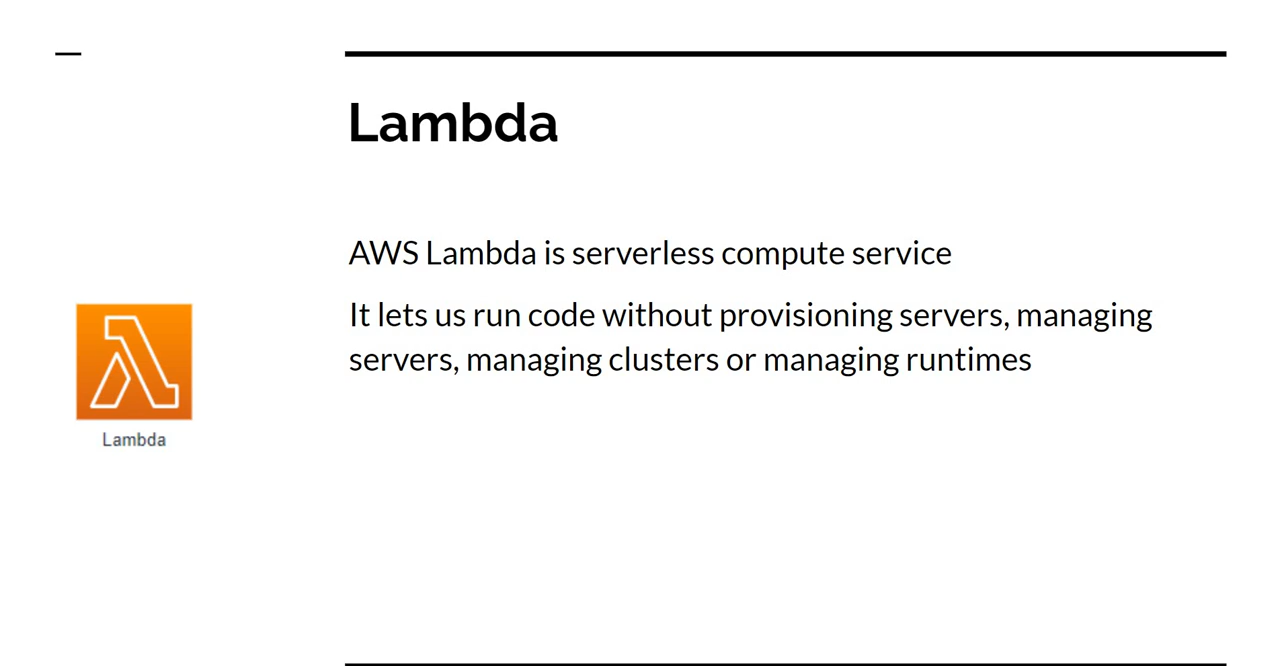 Lambda
AWS Lambda is serverless compute service
It lets us run code without provisioning servers, managing
servers, managing clusters or managing runtimes
Lambda